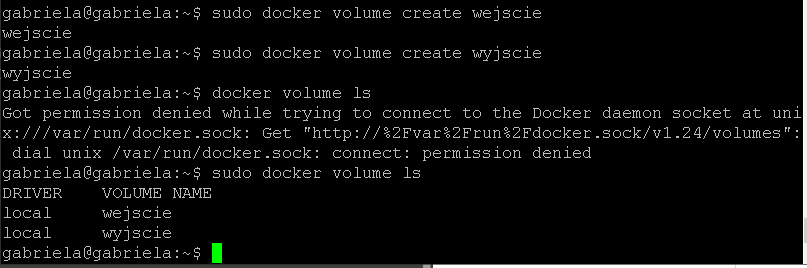 gabriela@gabriela:~$ sudo docker volume create wejscie
wejscie
gabriela@gabriela:~$ sudo docker volume create wyjscie
wyjscie
gabriela@gabriela:~$ docker volume ls
Got permission denied while trying to connect to the Docker daemon socket at uni
x:///var/run/docker.sock: Get "http://%2Fvar%2Frun%2Fdocker.sock/v1.24/volumes":
 dial unix /var/run/docker.sock: connect: permission denied
gabriela@gabriela:~$ sudo docker volume ls
DRIVER    VOLUME NAME
local     wejscie
local     wyjscie
gabriela@gabriela:~$